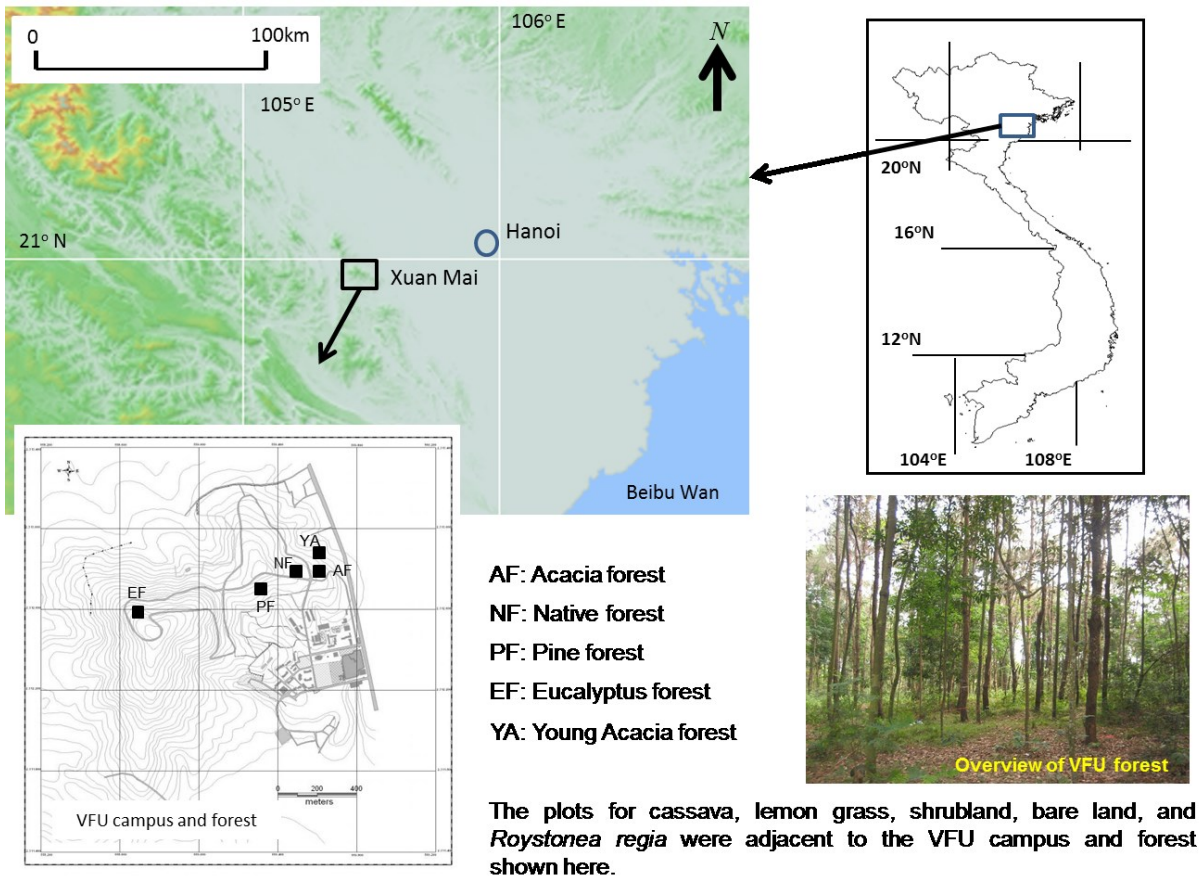 0 100km
106° E
N
105° E
21° N
Hanoi
Xuan Mai
Beibu Wan
20°N
16°N
12°N
104°E 108°E
YA
NF
AF
EF
PF
0 200 400
meters
VFU campus and forest
AF: Acacia forest
NF: Native forest
PF: Pine forest
EF: Eucalyptus forest
YA: Young Acacia forest
Overview of VFU forest
The plots for cassava, lemon grass, shrubland, bare land, and
Roystonea regia were adjacent to the VFU campus and forest
shown here.